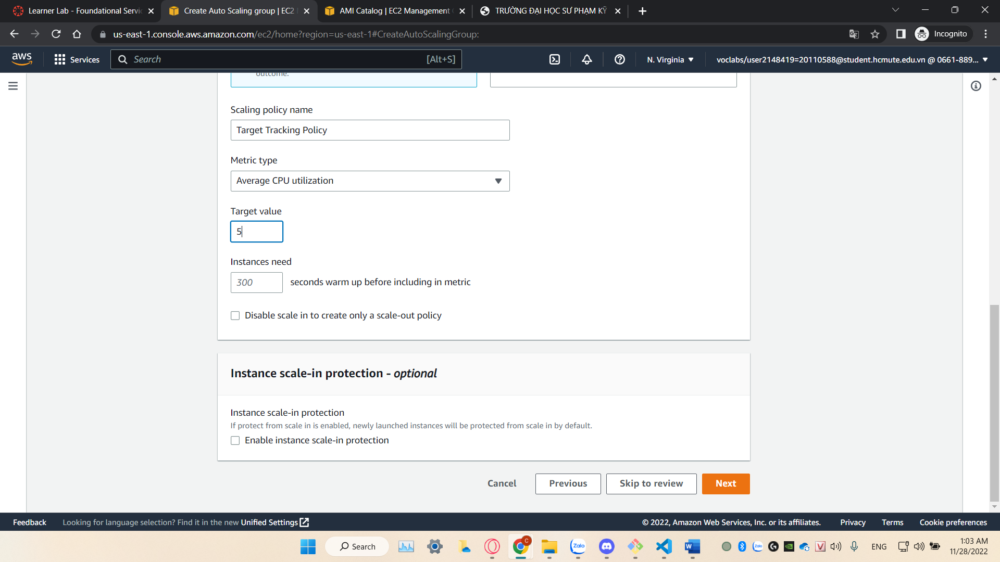 Learner Lab - Foundational Servic
Create Auto Scaling group | EC2
AMI Catalog | EC2 Management
TRƯỜNG ĐẠI HỌC SƯ PHẠM KỸ
us-east-1.console.aws.amazon.com/ec2/home?region=us-east-1#CreateAutoScalingGroup:
Incognito
aws
Services
Search
[Alt+S]
N. Virginia
voclabs/user2148419=20110588@student.hcmute.edu.vn @ 0661-889...
outcome.
Scaling policy name
Target Tracking Policy
Metric type
Average CPU utilization
Target value
5
Instances need
300 seconds warm up before including in metric
Disable scale in to create only a scale-out policy
Instance scale-in protection - optional
Instance scale-in protection
If protect from scale in is enabled, newly launched instances will be protected from scale in by default.
Enable instance scale-in protection
Cancel
Previous
Skip to review
Next
Feedback
Looking for language selection? Find it in the new Unified Settings
© 2022, Amazon Web Services, Inc. or its affiliates.
Privacy
Terms
Cookie preferences
Search
C
Zalo
W
Zalo
V
ENG
1:03 AM
11/28/2022